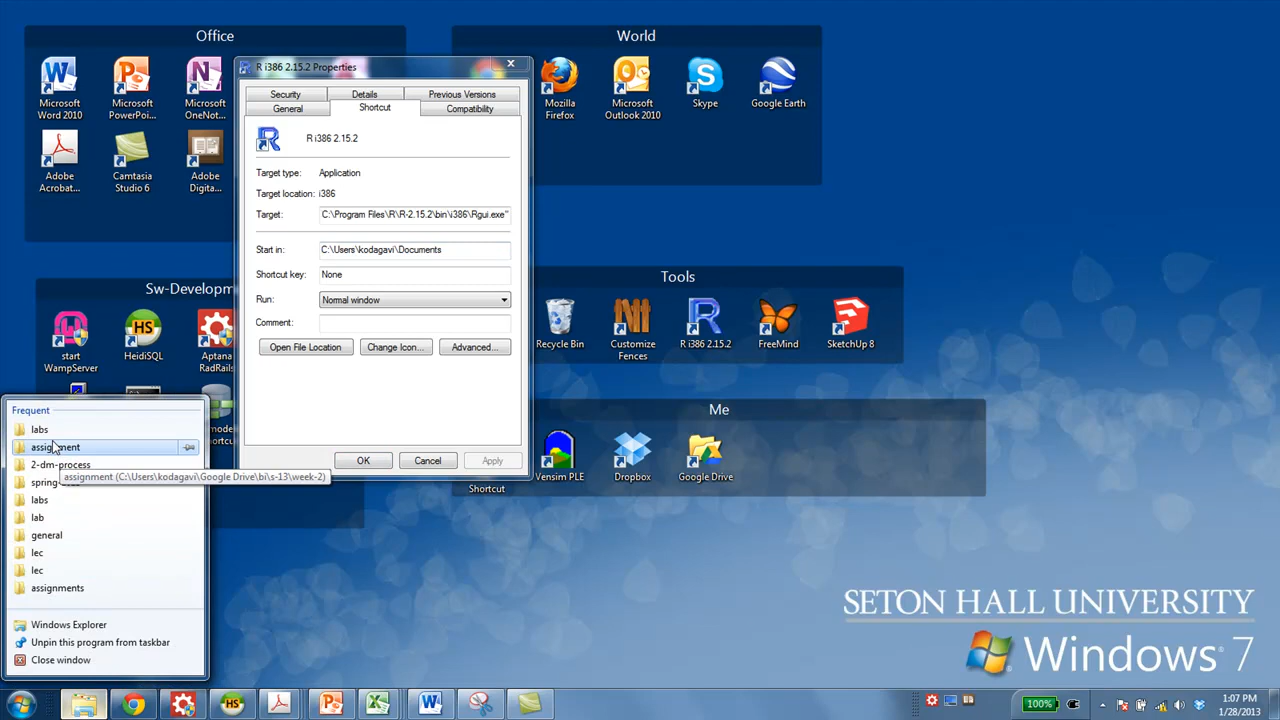 Office
World
Microsoft
Word 2010
Microsoft
PowerPoi...
Microsoft
OneNot...
Adobe
Acrobat...
Camtasia
Studio 6
Adobe
Digita...
Mozilla
Firefox
Microsoft
Outlook 2010
Skype
Google Earth
R i386 2.15.2 Properties
Security
Details
Previous Versions
General
Shortcut
Compatibility
R i386 2.15.2
Target type: Application
Target location: i386
Target: C:\Program Files\R\R-2.15.2\bin\i386\Rgui.exe"
Start in: C:\Users\kodagavi\Documents
Shortcut key: None
Run: Normal window
Comment:
Open File Location
Change Icon...
Advanced...
OK
Cancel
Apply
Sw-Developm
start
WampServer
HeidiSQL
Aptana
RadRails
Tools
Recycle Bin
Customize
Fences
R i386 2.15.2
FreeMind
SketchUp 8
Me
Shortcut
Vensim PLE
Dropbox
Google Drive
Frequent
labs
assignment
2-dm-process
assignment (C:\Users\kodagavi\Google Drive\bi\s-13\week-2)
labs
lab
general
lec
lec
assignments
Windows Explorer
Unpin this program from taskbar
Close window
SETON HALL UNIVERSITY
Windows 7
100%
1:07 PM
1/28/2013